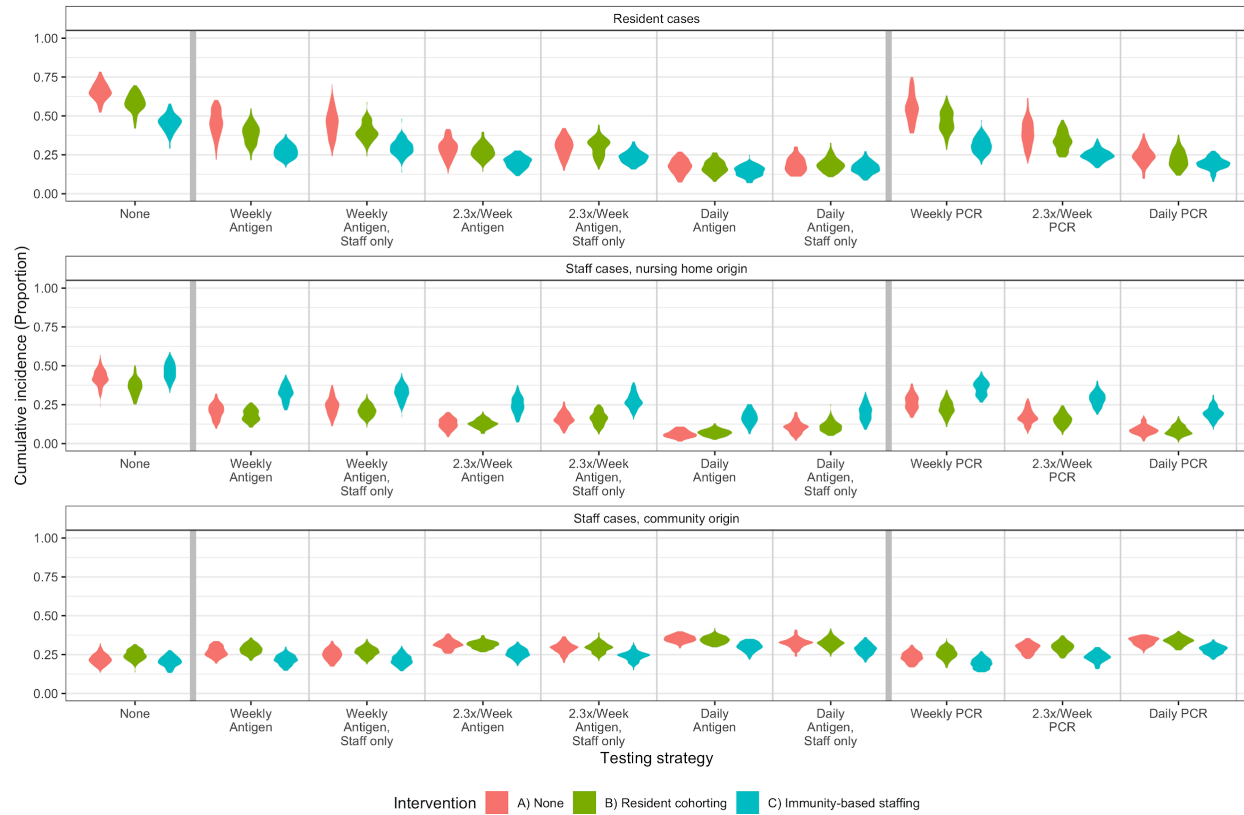 Resident cases
1.00
0.75
0.50
0.25
0.00
None
Weekly
Antigen
Weekly
Antigen,
Staff only
2.3x/Week
Antigen
2.3x/Week
Antigen,
Staff only
Daily
Antigen
Daily
Antigen, Staff only
Weekly PCR
2.3x/Week
PCR
Daily PCR
Cumulative incidence (Proportion)
Staff cases, nursing home origin
1.00
0.75
0.50
0.25
0.00
None
Weekly
Antigen
Weekly
Antigen,
Staff only
2.3x/Week
Antigen
2.3x/Week
Antigen,
Staff only
Daily
Antigen
Daily
Antigen, Staff only
Weekly PCR
2.3x/Week
PCR
Daily PCR
Staff cases, community origin
1.00
0.75
0.50
0.25
0.00
None
Weekly
Antigen
Weekly
Antigen,
Staff only
2.3x/Week
Antigen
2.3x/Week
Antigen,
Staff only
Daily
Antigen
Daily
Antigen, Staff only
Weekly PCR
2.3x/Week
PCR
Daily PCR
Testing strategy
Intervention
A) None
B) Resident cohorting
C) Immunity-based staffing